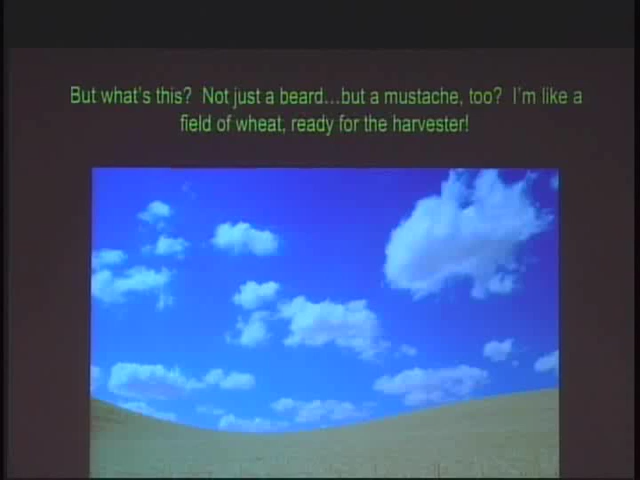 But what's this?  Not just a beard...but a mustache, too?  I'm like a
field of wheat, ready for the harvester!